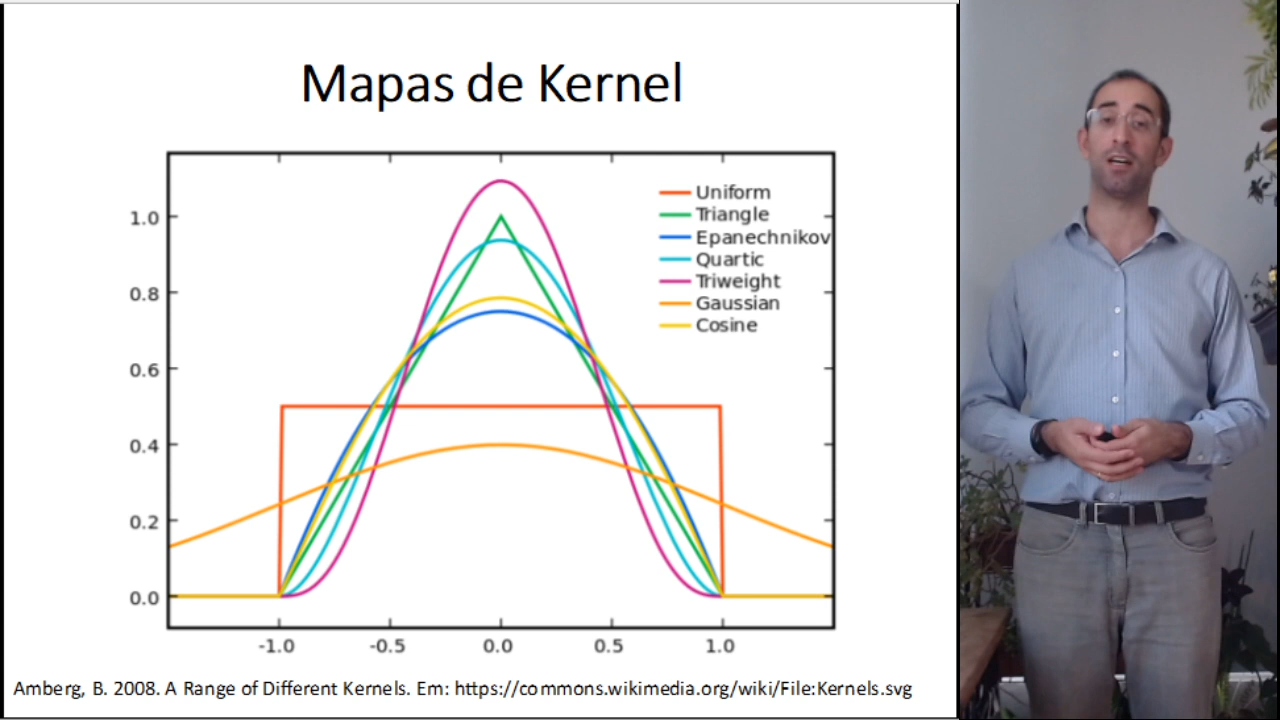 Mapas de Kernel
Uniform
Triangle
Epanechnikov
Quartic
Triweight
Gaussian
Cosine
1.0
0.8
0.6
0.4
0.2
0.0
-1.0 -0.5 0.0 0.5 1.0
Amberg, B. 2008. A Range of Different Kernels. Em: https://commons.wikimedia.org/wiki/File:Kernels.svg